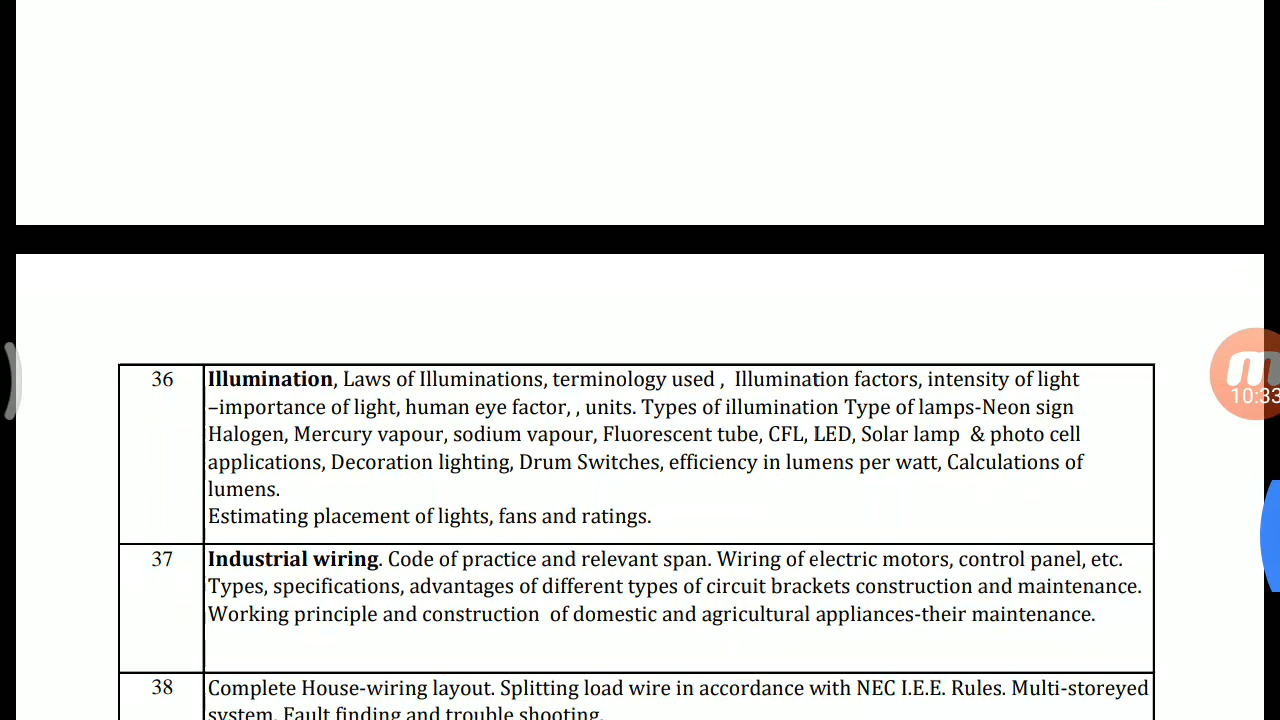 36
Illumination, Laws of Illuminations, terminology used , Illumination factors, intensity of light
–importance of light, human eye factor, , units. Types of illumination Type of lamps-Neon sign
Halogen, Mercury vapour, sodium vapour, Fluorescent tube, CFL, LED, Solar lamp & photo cell
applications, Decoration lighting, Drum Switches, efficiency in lumens per watt, Calculations of
lumens.
Estimating placement of lights, fans and ratings.
37
Industrial wiring. Code of practice and relevant span. Wiring of electric motors, control panel, etc.
Types, specifications, advantages of different types of circuit brackets construction and maintenance.
Working principle and construction of domestic and agricultural appliances-their maintenance.
38
Complete House-wiring layout. Splitting load wire in accordance with NEC I.E.E. Rules. Multi-storeyed
system. Fault finding and trouble shooting.
10:33